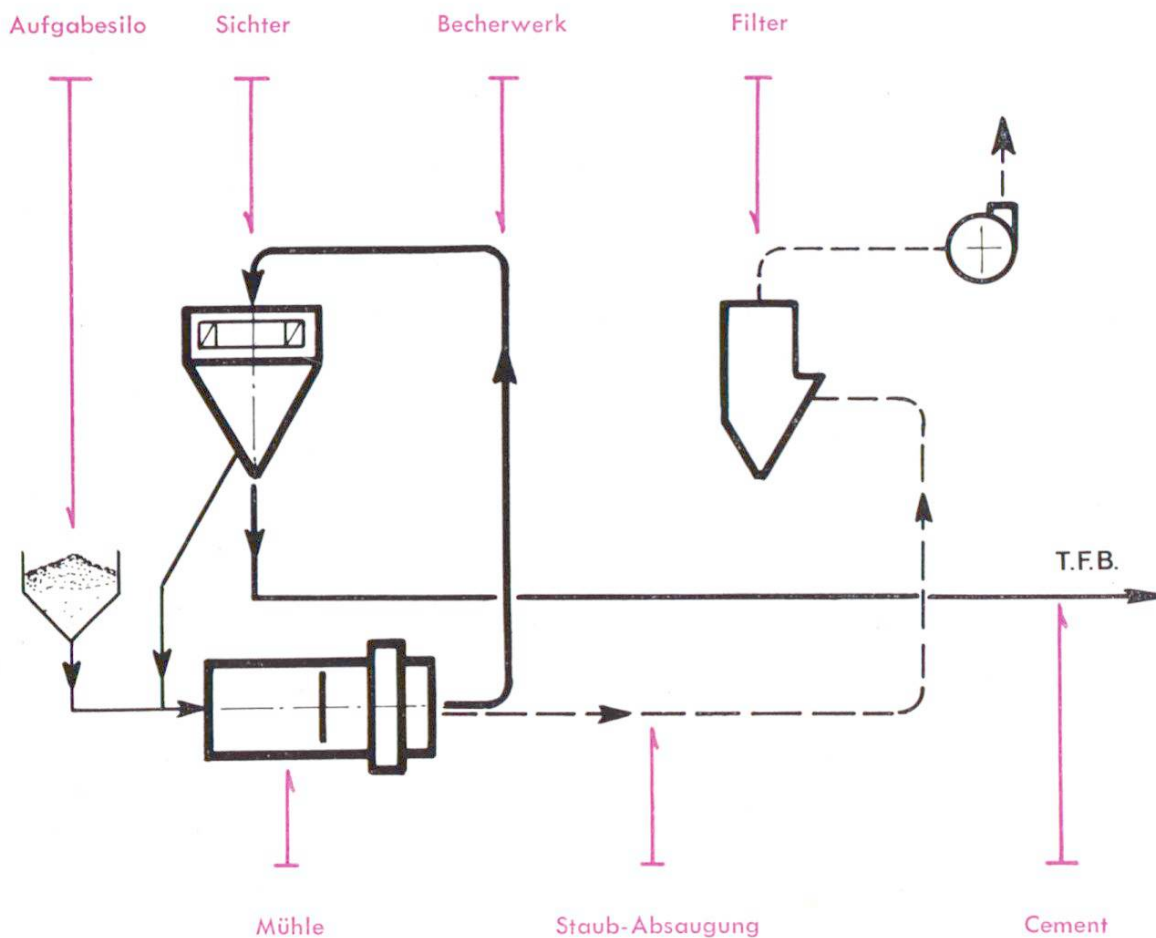 Aufgabesilo
Sichter
Becherwerk
Filter
T.F.B.
Mühle
Staub-Absaugung
Cement